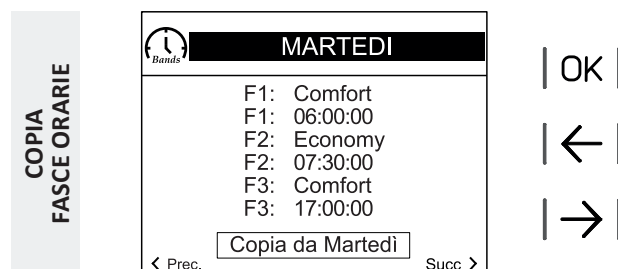 COPIA
FASCE ORARIE
Bands
MARTEDI
F1: Comfort
F1: 06:00:00
F2: Economy
F2: 07:30:00
F3: Comfort
F3: 17:00:00
Copia da Martedì
< Prec.
Succ >
OK
←
→